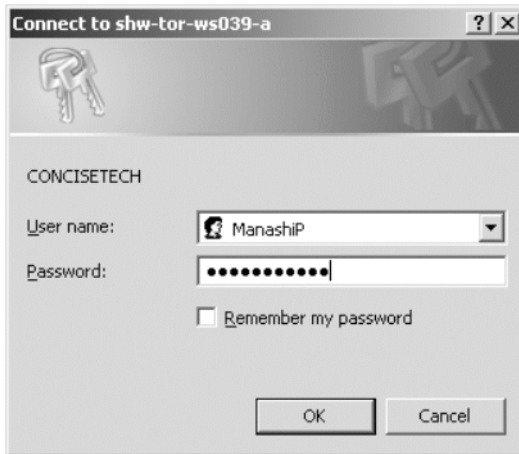 Connect to shw-tor-ws039-a
CONCISETECH
User name: ManashiP
Password: •••••••••••
Remember my password
OK Cancel